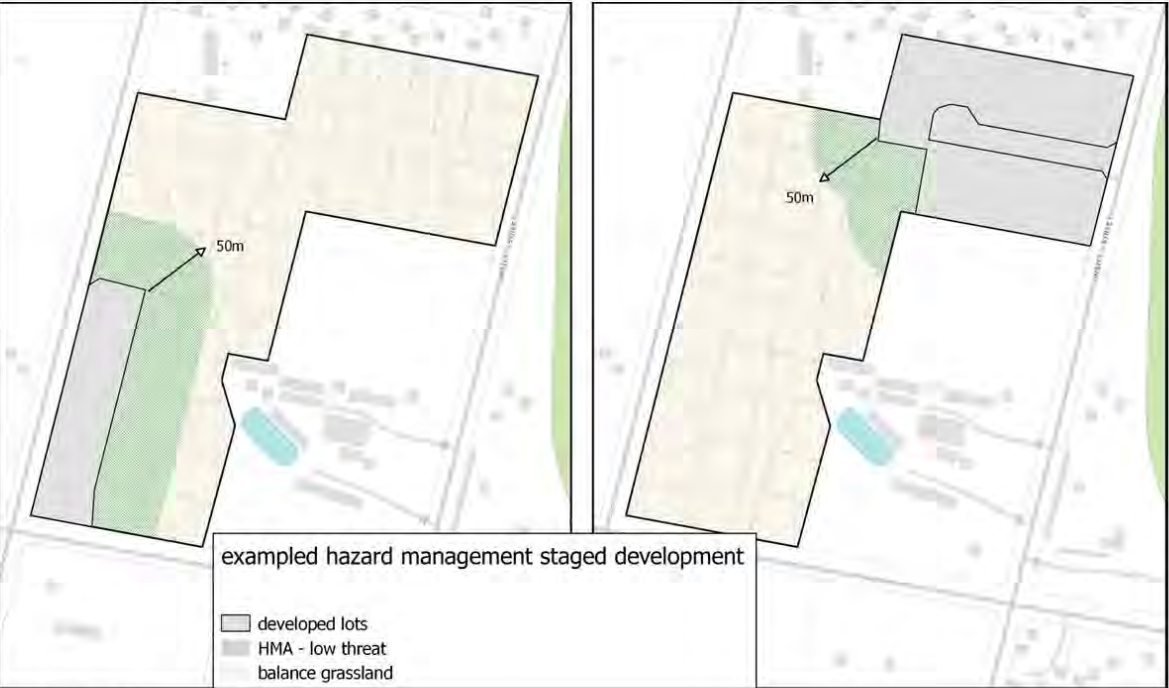 50m
50m
exampled hazard management staged development
developed lots
HMA - low threat
balance grassland